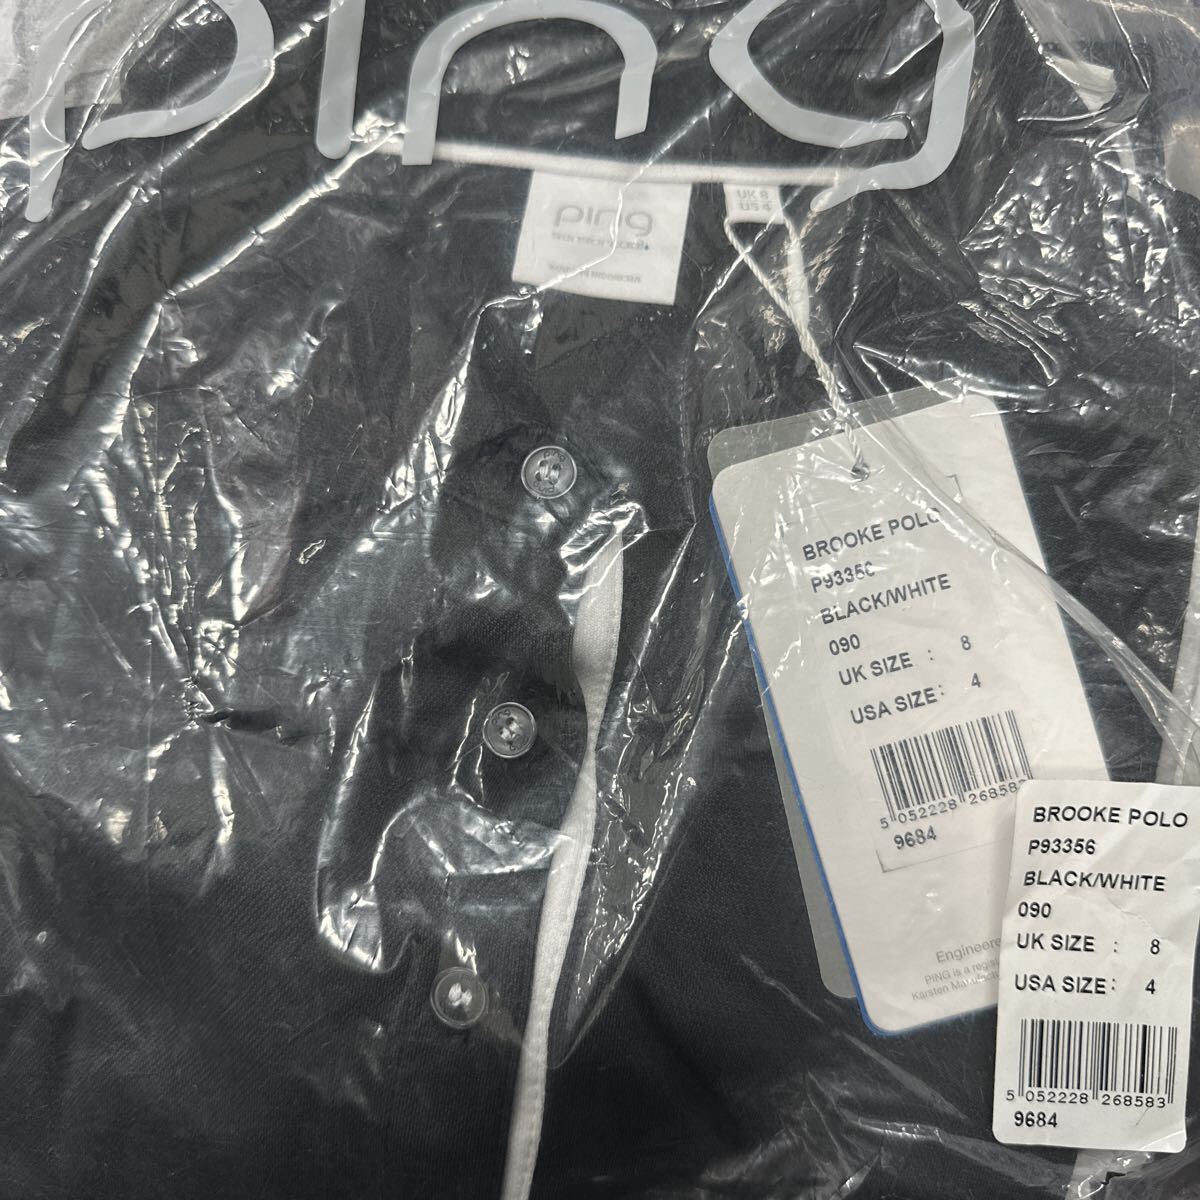 ping
ping
UK 8
US 4
BROOKE POLO
P93356
BLACK/WHITE
090
UK SIZE : 8
USA SIZE: 4
5 052228 268583
9684
Engineere
PING is a regis
Karsten Manufact
BROOKE POLO
P93356
BLACK/WHITE
090
UK SIZE : 8
USA SIZE: 4
5 052228 268583
9684